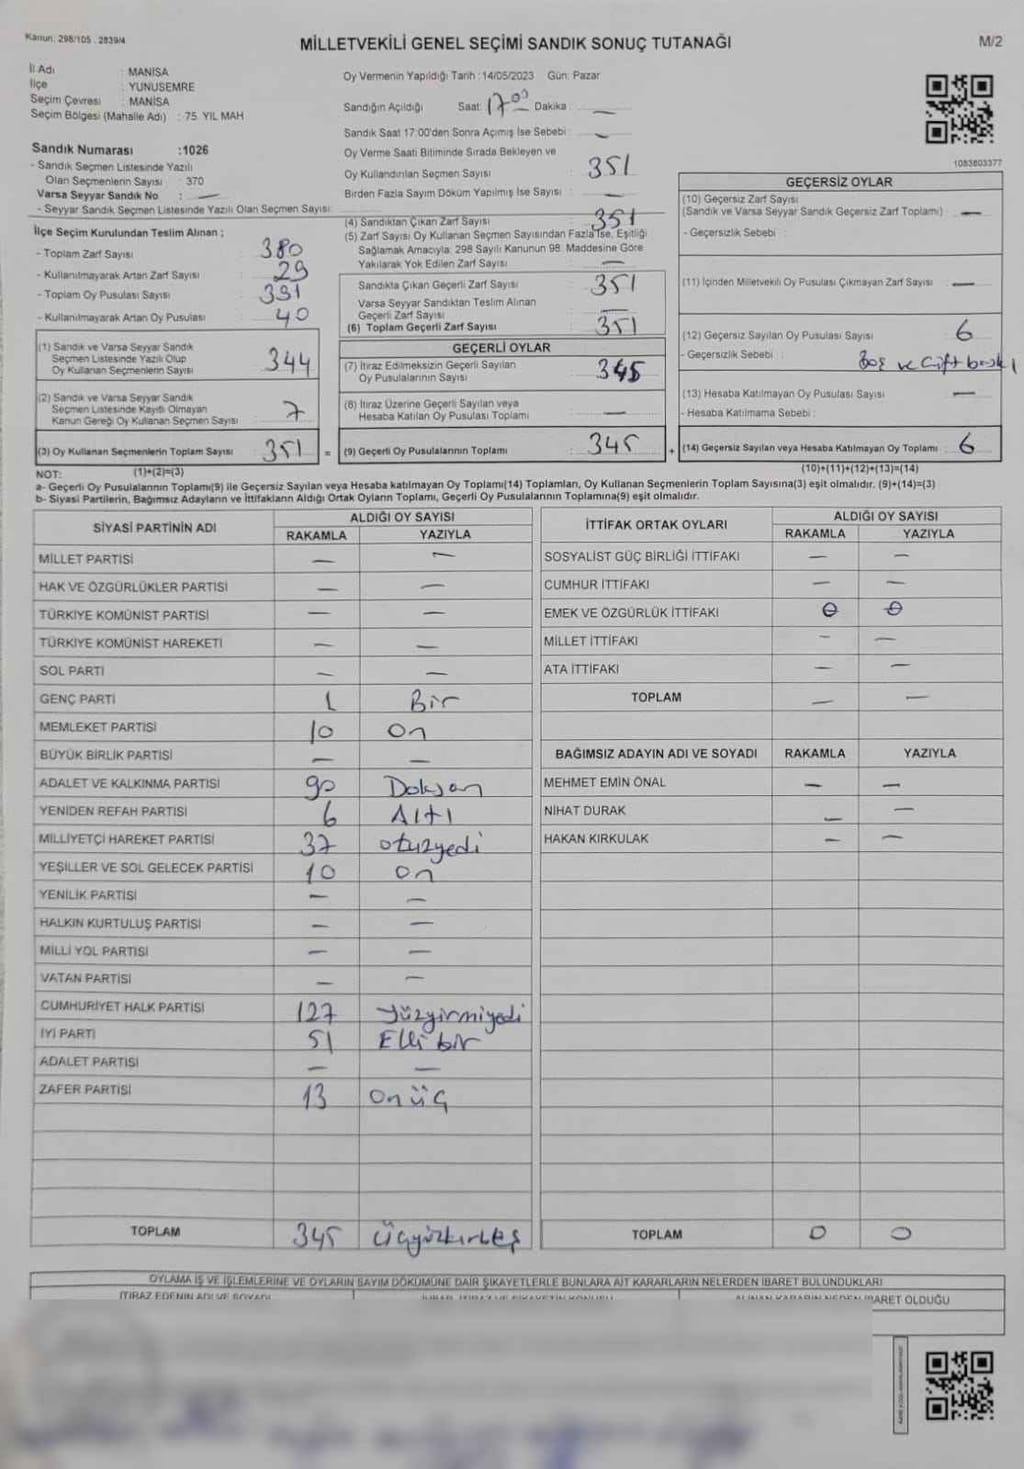 Kanun: 298/105 . 2839/4
MİLLETVEKİLİ GENEL SEÇİMİ SANDIK SONUÇ TUTANAĞI
M/2
İl Adı : MANİSA
İlçe : YUNUSEMRE
Seçim Çevresi : MANİSA
Seçim Bölgesi (Mahalle Adı) : 75. YIL MAH
Sandık Numarası :1026
- Sandık Seçmen Listesinde Yazılı
Olan Seçmenlerin Sayısı : 370
Varsa Seyyar Sandık No : —
- Seyyar Sandık Seçmen Listesinde Yazılı Olan Seçmen Sayısı:
İlçe Seçim Kurulundan Teslim Alınan ;
- Toplam Zarf Sayısı : 380
- Kullanılmayarak Artan Zarf Sayısı : 29
- Toplam Oy Pusulası Sayısı : 391
- Kullanılmayarak Artan Oy Pusulası : 40
(1) Sandık ve Varsa Seyyar Sandık
Seçmen Listesinde Yazılı Olup
Oy Kullanan Seçmenlerin Sayısı 344
(2) Sandık ve Varsa Seyyar Sandık
Seçmen Listesinde Kayıtlı Olmayan
Kanun Gereği Oy Kullanan Seçmen Sayısı 7
(3) Oy Kullanan Seçmenlerin Toplam Sayısı 351
Oy Vermenin Yapıldığı Tarih : 14/05/2023 Gün: Pazar
Sandığın Açıldığı Saat: 17⁰⁰ Dakika : —
Sandık Saat 17:00'den Sonra Açımış İse Sebebi : —
Oy Verme Saati Bitiminde Sırada Bekleyen ve
Oy Kullandırılan Seçmen Sayısı : 351
Birden Fazla Sayım Döküm Yapılmış İse Sayısı : —
(4) Sandıktan Çıkan Zarf Sayısı : 351
(5) Zarf Sayısı Oy Kullanan Seçmen Sayısından Fazla İse, Eşitliği
Sağlamak Amacıyla: 298 Sayılı Kanunun 98. Maddesine Göre
Yakılarak Yok Edilen Zarf Sayısı : —
Sandıkta Çıkan Geçerli Zarf Sayısı : 351
Varsa Seyyar Sandıktan Teslim Alınan
Geçerli Zarf Sayısı :
(6) Toplam Geçerli Zarf Sayısı : 351
GEÇERLİ OYLAR
(7) İtiraz Edilmeksizin Geçerli Sayılan
Oy Pusulalarının Sayısı : 345
(8) İtiraz Üzerine Geçerli Sayılan veya
Hesaba Katılan Oy Pusulası Toplamı : —
= (9) Geçerli Oy Pusulalarının Toplamı : 345
1083803377
GEÇERSİZ OYLAR
(10) Geçersiz Zarf Sayısı
(Sandık ve Varsa Seyyar Sandık Geçersiz Zarf Toplamı) : —
- Geçersizlik Sebebi :
(11) İçinden Milletvekili Oy Pusulası Çıkmayan Zarf Sayısı : —
(12) Geçersiz Sayılan Oy Pusulası Sayısı : 6
- Geçersizlik Sebebi : Boş ve Çift baskı
(13) Hesaba Katılmayan Oy Pusulası Sayısı : —
- Hesaba Katılmama Sebebi :
+ (14) Geçersiz Sayılan veya Hesaba Katılmayan Oy Toplamı : 6
NOT: (1)+(2)=(3)
(10)+(11)+(12)+(13)=(14)
a- Geçerli Oy Pusulalarının Toplamı(9) ile Geçersiz Sayılan veya Hesaba katılmayan Oy Toplamı(14) Toplamları, Oy Kullanan Seçmenlerin Toplam Sayısına(3) eşit olmalıdır. (9)+(14)=(3)
b- Siyasi Partilerin, Bağımsız Adayların ve İttifakların Aldığı Ortak Oyların Toplamı, Geçerli Oy Pusulalarının Toplamına(9) eşit olmalıdır.
SİYASİ PARTİNİN ADI ALDIĞI OY SAYISI
RAKAMLA YAZIYLA
MİLLET PARTİSİ — —
HAK VE ÖZGÜRLÜKLER PARTİSİ — —
TÜRKİYE KOMÜNİST PARTİSİ — —
TÜRKİYE KOMÜNİST HAREKETİ — —
SOL PARTİ — —
GENÇ PARTİ 1 Bir
MEMLEKET PARTİSİ 10 On
BÜYÜK BİRLİK PARTİSİ — —
ADALET VE KALKINMA PARTİSİ 90 Doksan
YENİDEN REFAH PARTİSİ 6 Altı
MİLLİYETÇİ HAREKET PARTİSİ 37 otuzyedi
YEŞİLLER VE SOL GELECEK PARTİSİ 10 On
YENİLİK PARTİSİ — —
HALKIN KURTULUŞ PARTİSİ — —
MİLLİ YOL PARTİSİ — —
VATAN PARTİSİ — —
CUMHURİYET HALK PARTİSİ 127 Yüzyirmiyedi
İYİ PARTİ 51 Elli bir
ADALET PARTİSİ — —
ZAFER PARTİSİ 13 On üç
TOPLAM 345 Üçyüzkırkbeş
İTTİFAK ORTAK OYLARI ALDIĞI OY SAYISI
RAKAMLA YAZIYLA
SOSYALİST GÜÇ BİRLİĞİ İTTİFAKI — —
CUMHUR İTTİFAKI — —
EMEK VE ÖZGÜRLÜK İTTİFAKI 0 0
MİLLET İTTİFAKI — —
ATA İTTİFAKI — —
TOPLAM — —
BAĞIMSIZ ADAYIN ADI VE SOYADI RAKAMLA YAZIYLA
MEHMET EMİN ÖNAL — —
NİHAT DURAK — —
HAKAN KIRKULAK — —
TOPLAM 0 0
OYLAMA İŞ VE İŞLEMLERİNE VE OYLARIN SAYIM DÖKÜMÜNE DAİR ŞİKAYETLERLE BUNLARA AİT KARARLARIN NELERDEN İBARET BULUNDUKLARI
İTİRAZ EDENİN ADI VE SOYADI
ALINAN KARARIN NEDEN İBARET OLDUĞU